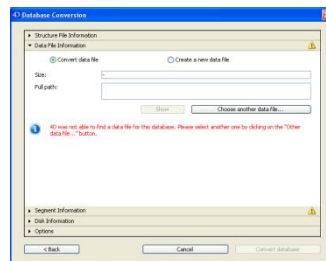 Database Conversion
Structure File Information
Data File Information
Convert data file
Create a new data file
Size:
-
Full path:
Show
Choose another data file...
4D was not able to find a data file for this database. Please select another one by clicking on the "Other
data file..." button.
Segment Information
Disk Information
Options
< Back
Cancel
Convert database